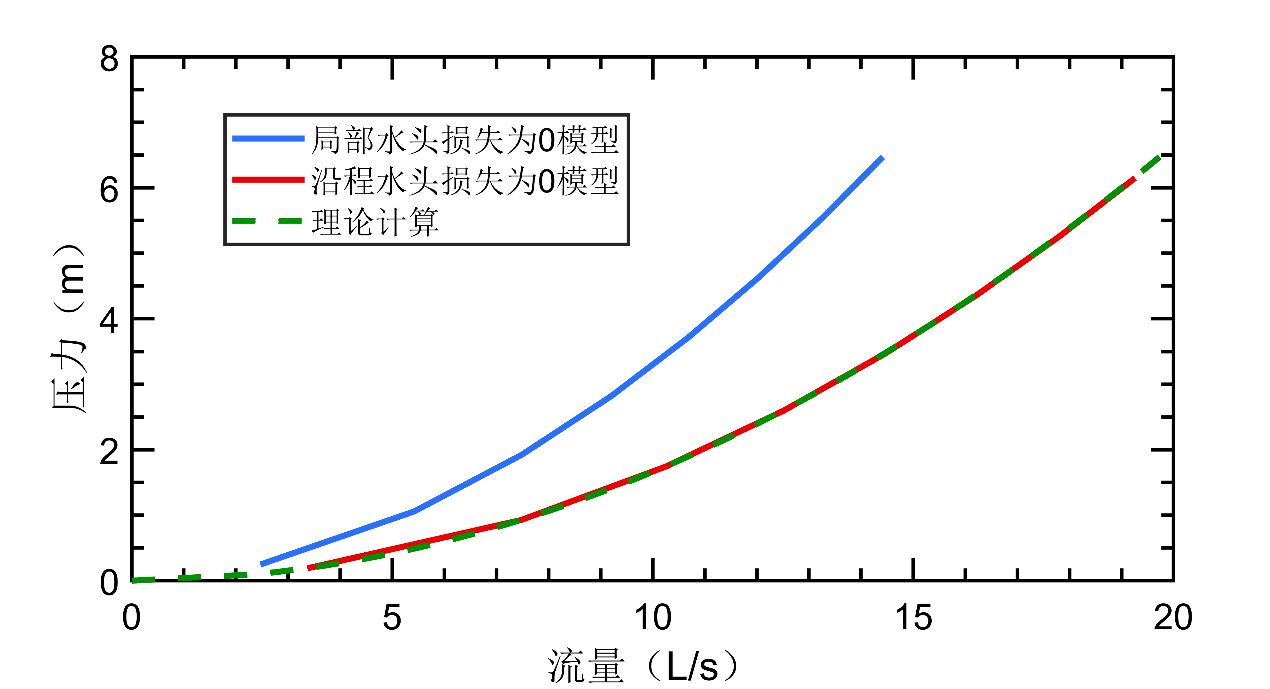 8
6
4
2
0
压力（m）
局部水头损失为0模型
沿程水头损失为0模型
理论计算
0 5 10 15 20
流量（L/s）